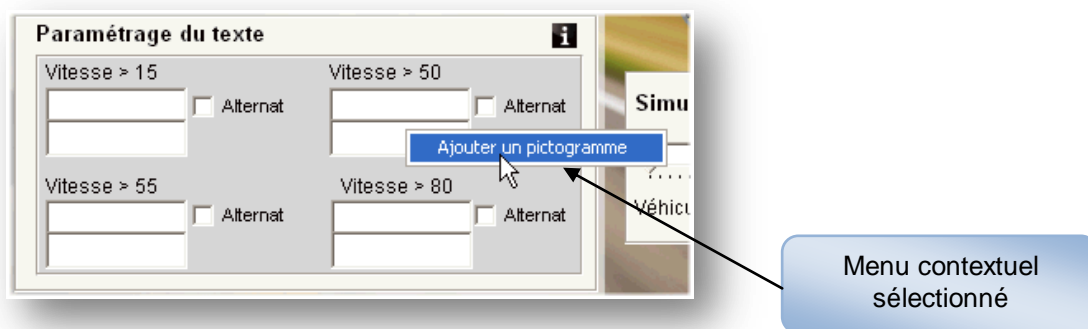 Paramétrage du texte
i
Vitesse > 15
Vitesse > 50
Alternat
Alternat
Ajouter un pictogramme
Vitesse > 55
Vitesse > 80
Alternat
Alternat
Simu
Véhicu
Menu contextuel
sélectionné